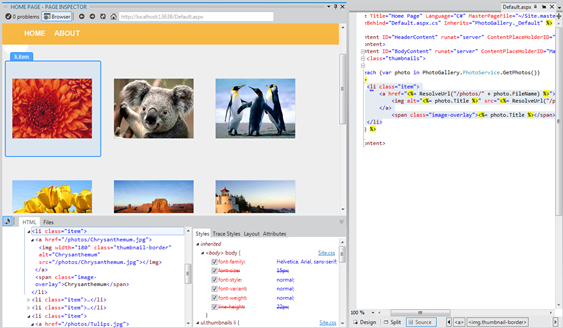 HOME PAGE - PAGE INSPECTOR
0 problems Browser http://localhost:13638/Default.aspx
HOME ABOUT
li.item
HTML Files
<li class="item">
<a href="/photos/Chrysanthemum.jpg">
<img width="180" class="thumbnail-border"
alt="Chrysanthemum"
src="/photos/Chrysanthemum.jpg"></img>
</a>
<span class="image-
overlay">Chrysanthemum</span>
</li>
<li class="item">…</li>
<li class="item">…</li>
<li class="item">
<a href="/photos/Tulips.jpg">
Styles Trace Styles Layout Attributes
inherited
<body> body { Site.css
font-family: Helvetica, Arial, sans-serif;
font-size: 15px;
font-style: normal;
font-variant: normal;
font-weight: normal;
line-height: 22px;
ul.thumbnails li { Site.css
Default.aspx
t Title="Home Page" Language="C#" MasterPageFile="~/Site.maste
eBehind="Default.aspx.cs" Inherits="PhotoGallery._Default" %>
ntent ID="HeaderContent" runat="server" ContentPlaceHolderID="
ntent>
ntent ID="BodyContent" runat="server" ContentPlaceHolderID="Ma
class="thumbnails">
each (var photo in PhotoGallery.PhotoService.GetPhotos())
<li class="item">
<a href="<%= ResolveUrl("/photos/" + photo.FileName) %>">
<img alt="<%= photo.Title %>" src="<%= ResolveUrl("/p
</a>
<span class="image-overlay"><%= photo.Title %></span>
</li>
} %>
ntent>
100 %
Design Split Source <a> <img.thumbnail-border>